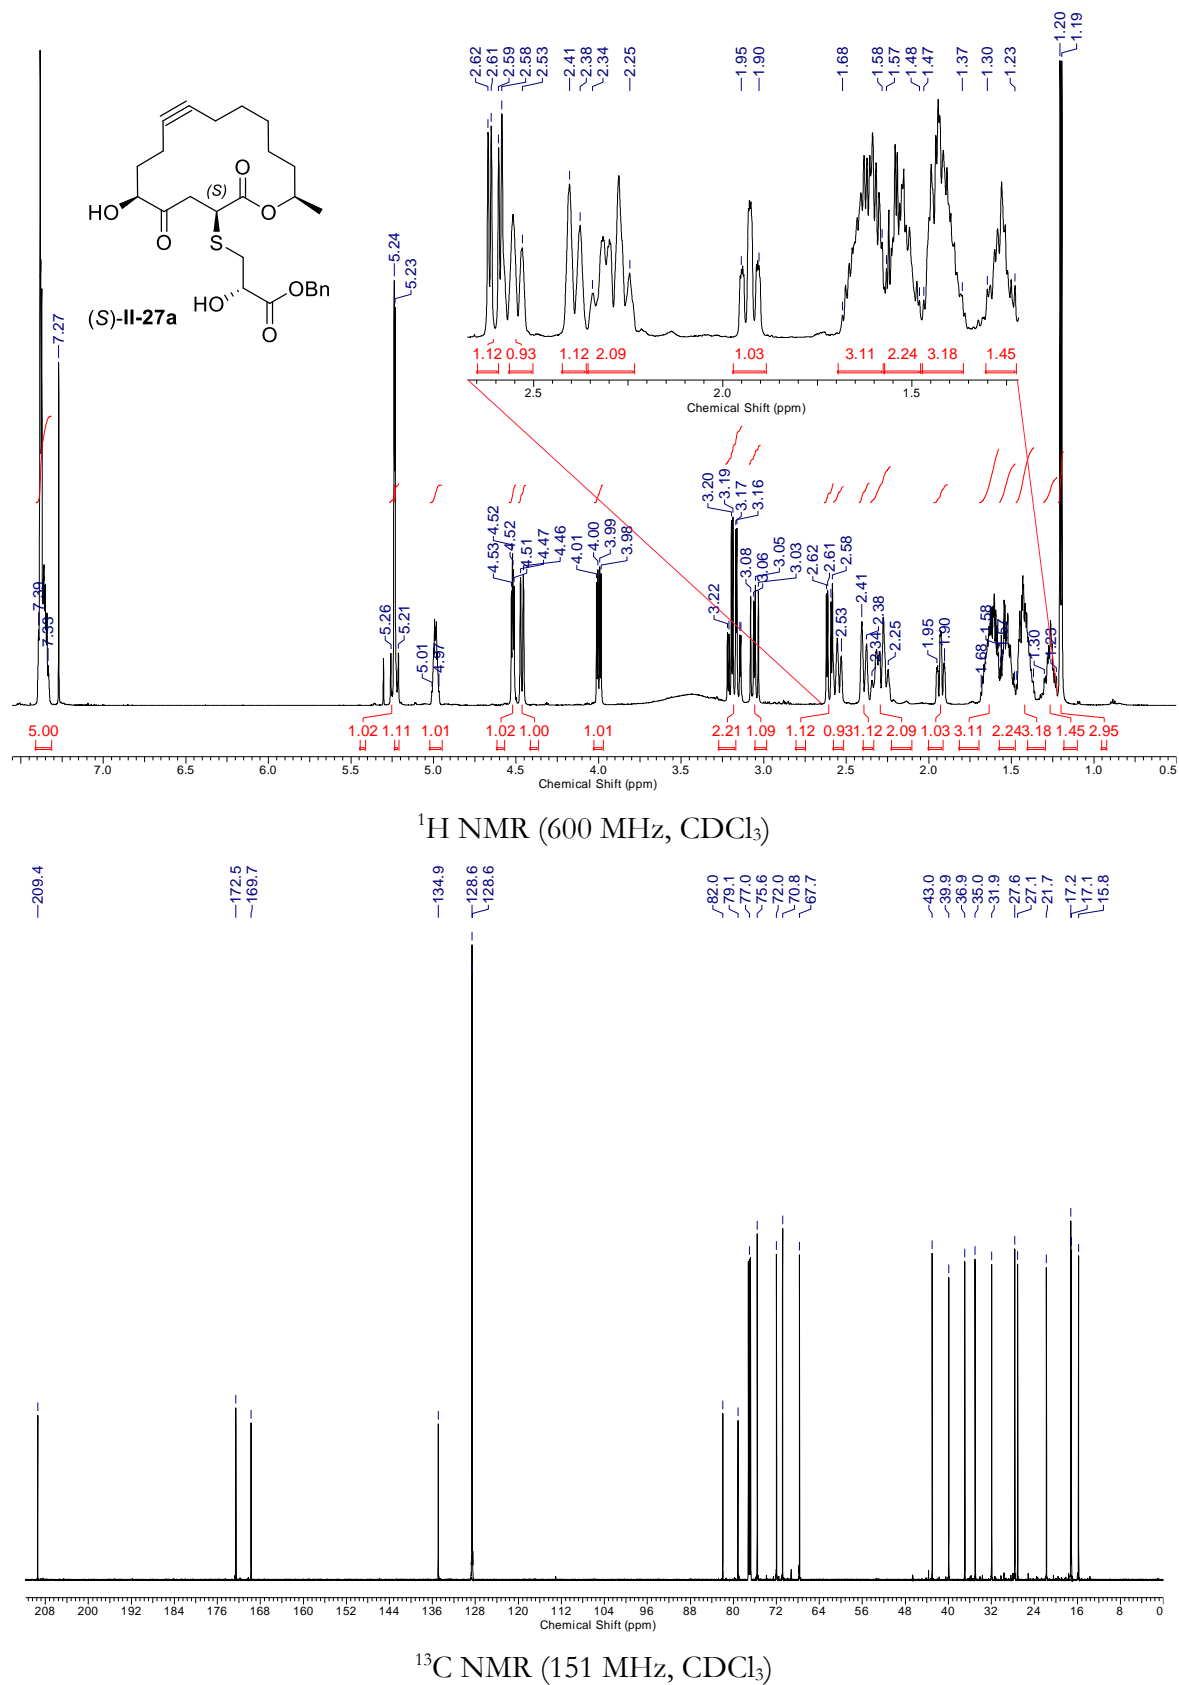 2.62 2.61 2.59 2.58 2.53 2.41 2.38 2.34 2.25 1.95 1.90 1.68 1.58 1.57 1.48 1.47 1.37 1.30 1.23 1.20 1.19
(S)
O
O
HO
O
S
HO
OBn
O
(S)-II-27a
1.12 0.93 1.12 2.09 1.03 3.11 2.24 3.18 1.45
2.5 2.0 1.5
Chemical Shift (ppm)
7.39 7.33 7.27 5.26 5.24 5.23 5.21 5.01 4.97 4.53 4.52 4.52 4.51 4.47 4.46 4.01 4.00 3.99 3.98 3.22 3.20 3.19 3.17 3.16 3.08 3.06 3.05 3.03 2.62 2.61 2.58 2.53 2.41 2.34 2.38 2.25 1.95 1.90 1.68 1.58 1.57 1.30 1.23
5.00 1.02 1.11 1.01 1.02 1.00 1.01 2.21 1.09 1.12 0.93 1.12 2.09 1.03 3.11 2.24 3.18 1.45 2.95
7.0 6.5 6.0 5.5 5.0 4.5 4.0 3.5 3.0 2.5 2.0 1.5 1.0 0.5
Chemical Shift (ppm)
1H NMR (600 MHz, CDCl3)
209.4 172.5 169.7 134.9 128.6 128.6 82.0 79.1 77.0 75.6 72.0 70.8 67.7 43.0 39.9 36.9 35.0 31.9 27.6 27.1 21.7 17.2 17.1 15.8
208 200 192 184 176 168 160 152 144 136 128 120 112 104 96 88 80 72 64 56 48 40 32 24 16 8 0
Chemical Shift (ppm)
13C NMR (151 MHz, CDCl3)